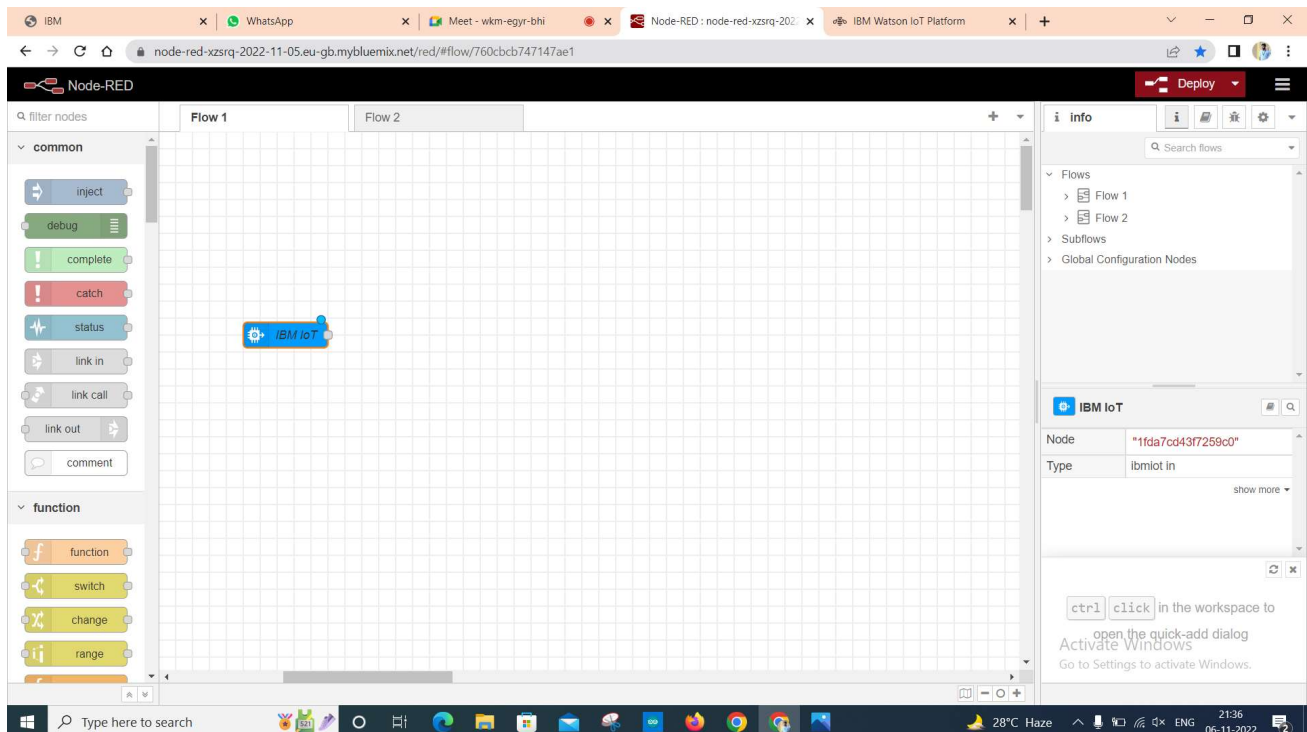 IBM
WhatsApp
Meet - wkm-egyr-bhi
Node-RED : node-red-xzsrq-202
IBM Watson IoT Platform
node-red-xzsrq-2022-11-05.eu-gb.mybluemix.net/red/#flow/760cbcb747147ae1
Node-RED
Deploy
filter nodes
Flow 1
Flow 2
i info
i
common
Search flows
inject
debug
complete
catch
status
link in
link call
link out
comment
function
function
switch
change
range
IBM IoT
Flows
Flow 1
Flow 2
Subflows
Global Configuration Nodes
IBM IoT
Node "1fda7cd43f7259c0"
Type ibmiot in
show more
ctrl click in the workspace to
open the quick-add dialog
Activate Windows
Go to Settings to activate Windows.
Type here to search
28°C Haze
ENG
21:36
06-11-2022